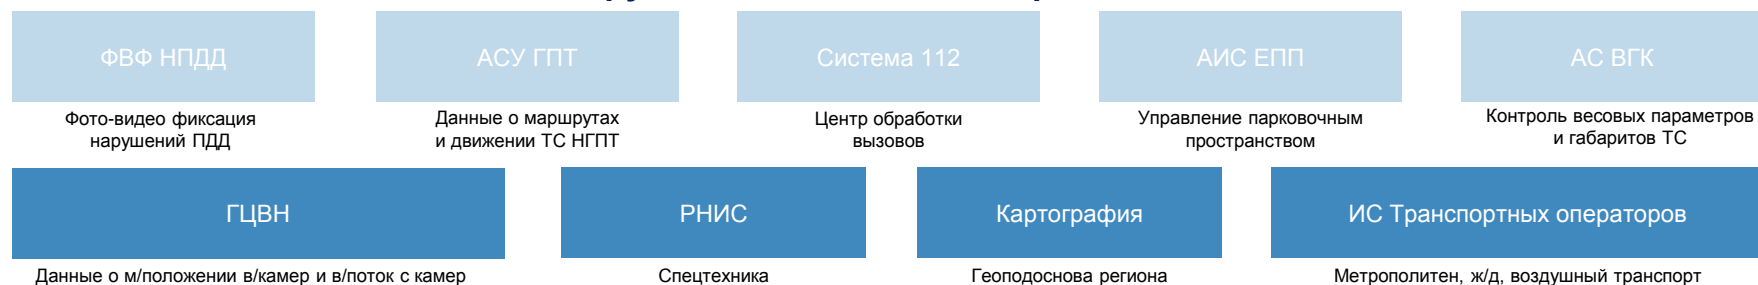 ФВФ НПДД
АСУ ГПТ
Система 112
АИС ЕПП
АС ВГК
Фото-видео фиксация
нарушений ПДД
Данные о маршрутах
и движении ТС НГПТ
Центр обработки
вызовов
Управление парковочным
пространством
Контроль весовых параметров
и габаритов ТС
ГЦВН
РНИС
Картография
ИС Транспортных операторов
Данные о м/положении в/камер и в/поток с камер
Спецтехника
Геоподоснова региона
Метрополитен, ж/д, воздушный транспорт